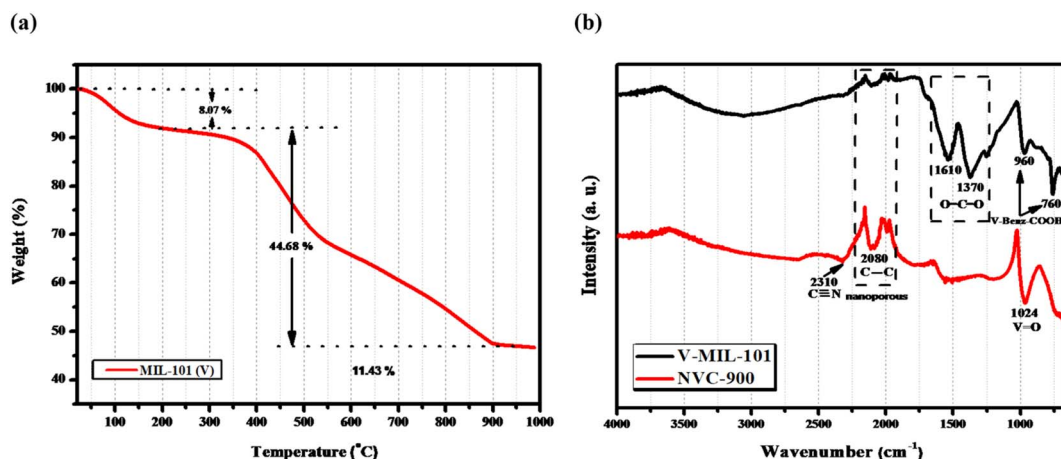 (a)
100
90
80
70
60
50
40
Weight (%)
8.07 %
44.68 %
11.43 %
MIL-101 (V)
0 100 200 300 400 500 600 700 800 900 1000
Temperature (°C)
(b)
Intensity (a. u.)
1610
1370
O-C-O
960
760
V-Benz-COOH
2310
C≡N
2080
C—C
nanoporous
1024
V=O
V-MIL-101
NVC-900
4000 3500 3000 2500 2000 1500 1000
Wavenumber (cm⁻¹)